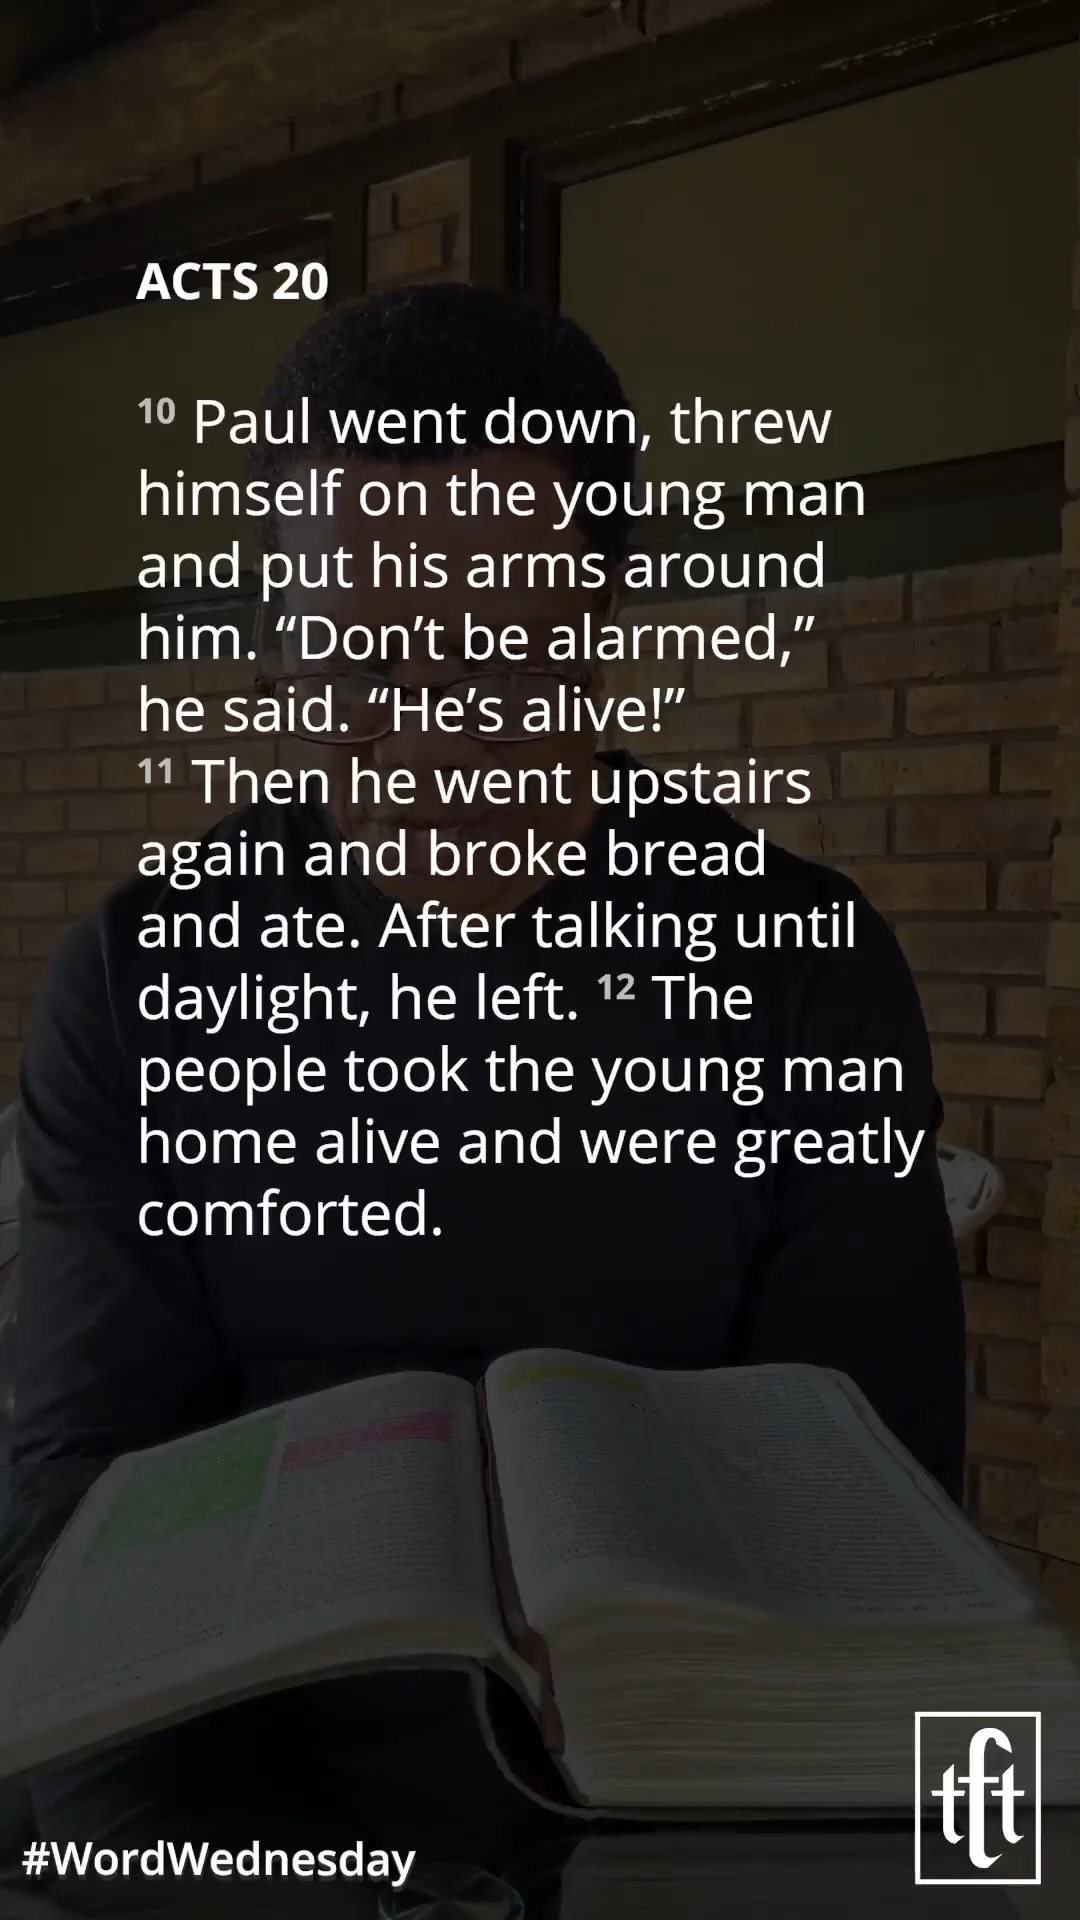 ACTS 20
10 Paul went down, threw
himself on the young man
and put his arms around
him. “Don’t be alarmed,”
he said. “He’s alive!”
11 Then he went upstairs
again and broke bread
and ate. After talking until
daylight, he left. 12 The
people took the young man
home alive and were greatly
comforted.
#WordWednesday
tft